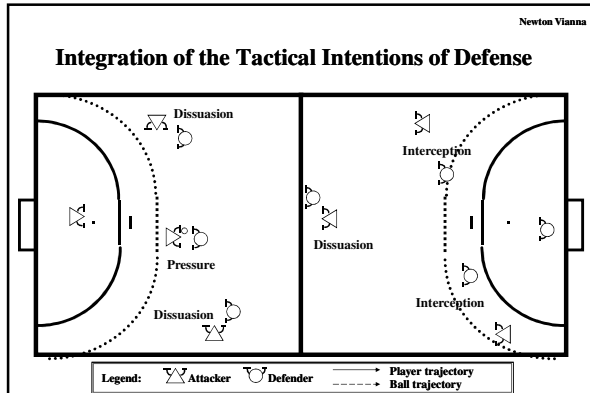 Newton Vianna
Integration of the Tactical Intentions of Defense
Dissuasion
Interception
Dissuasion
Pressure
Dissuasion
Interception
Legend: Attacker Defender Player trajectory
Ball trajectory